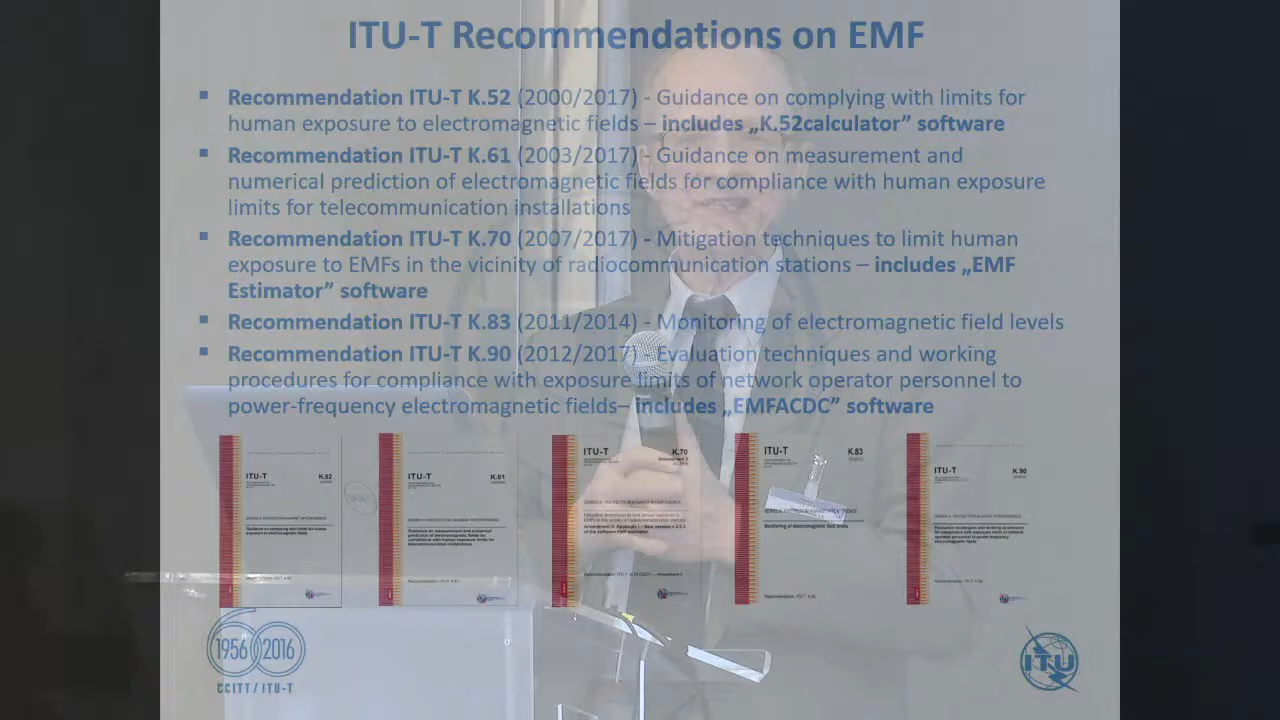 ITU-T Recommendations on EMF
▪ Recommendation ITU-T K.52 (2000/2017) - Guidance on complying with limits for
human exposure to electromagnetic fields – includes „K.52calculator” software
▪ Recommendation ITU-T K.61 (2003/2017) - Guidance on measurement and
numerical prediction of electromagnetic fields for compliance with human exposure
limits for telecommunication installations
▪ Recommendation ITU-T K.70 (2007/2017) - Mitigation techniques to limit human
exposure to EMFs in the vicinity of radiocommunication stations – includes „EMF
Estimator” software
▪ Recommendation ITU-T K.83 (2011/2014) - Monitoring of electromagnetic field levels
▪ Recommendation ITU-T K.90 (2012/2017) - Evaluation techniques and working
procedures for compliance with exposure limits of network operator personnel to
power-frequency electromagnetic fields– includes „EMFACDC” software
ITU-T K.52
ITU-T K.61
ITU-T K.70
ITU-T K.83
Monitoring of electromagnetic field levels
ITU-T K.90
1956 2016
CCITT/ITU-T
ITU